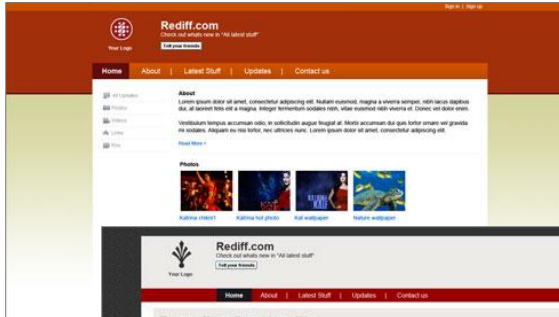 Sign in | Sign up
Rediff.com
Check out whats new in "All latest stuff"
Tell your friends
Your Logo
Home About | Latest Stuff | Updates | Contact us
All Updates
Photos
Videos
Links
About
Lorem ipsum dolor sit amet, consectetur adipiscing elit. Nullam euismod, magna a viverra semper, nibh lacus dapibus
dui, at laoreet felis elit a magna. Integer fermentum sodales nibh, vitae euismod nibh viverra et. Donec vel dolor enim.
Vestibulum tempus accumsan odio, in sollicitudin augue feugiat at. Morbi accumsan dui quis tortor ornare vel gravida
mi sodales. Aliquam eu nisi tortor, nec ultricies nunc. Lorem ipsum dolor sit amet, consectetur adipiscing elit.
Read More »
Photos
Katrina chikni1 Katrina hot photo Kali wallpaper Nature wallpaper
Rediff.com
Check out whats new in "All latest stuff"
Tell your friends
Your Logo
Home About | Latest Stuff | Updates | Contact us